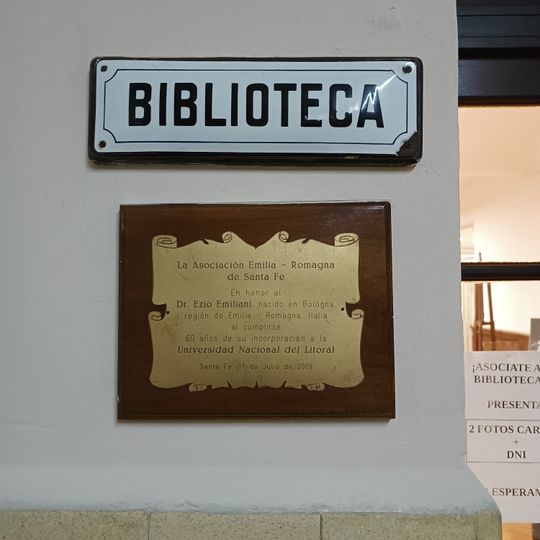 BIBLIOTECA
La Asociación Emilia - Romagna
de Santa Fe
En honor al
Dr. Ezio Emiliani, nacido en Bologna,
región de Emilia - Romagna, Italia
al cumplirse
60 años de su incorporación a la
Universidad Nacional del Litoral
Santa Fe, 31 de Julio de 2009
¡ASOCIATE A
BIBLIOTECA
PRESENTA
2 FOTOS CAR
+
DNI
ESPERAM